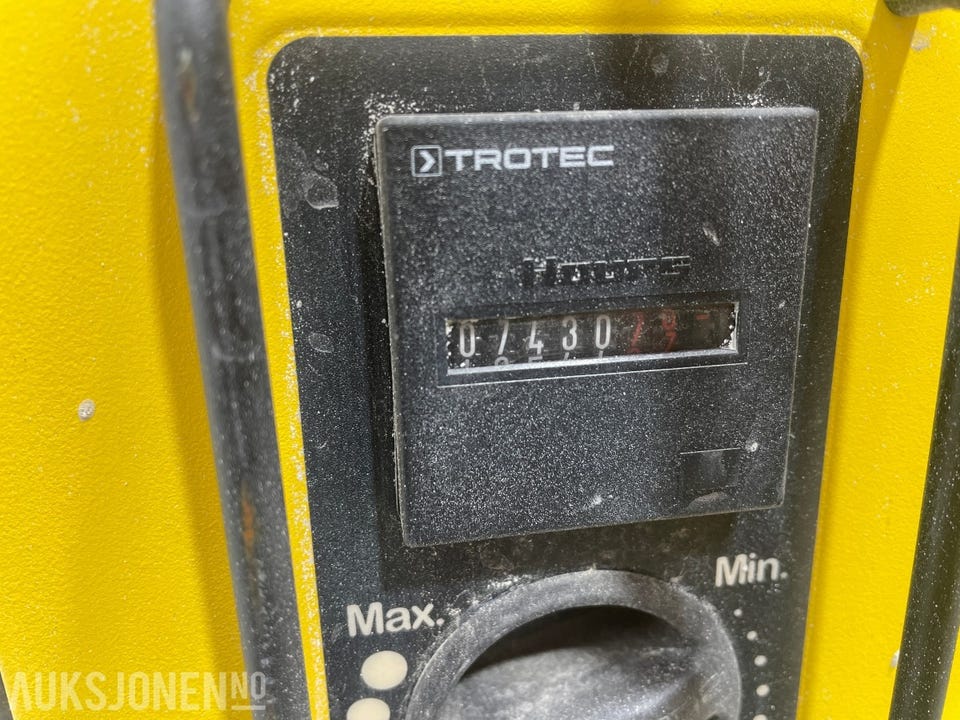 TROTEC
Hours
07430
Min.
Max.
AUKSJONEN NO